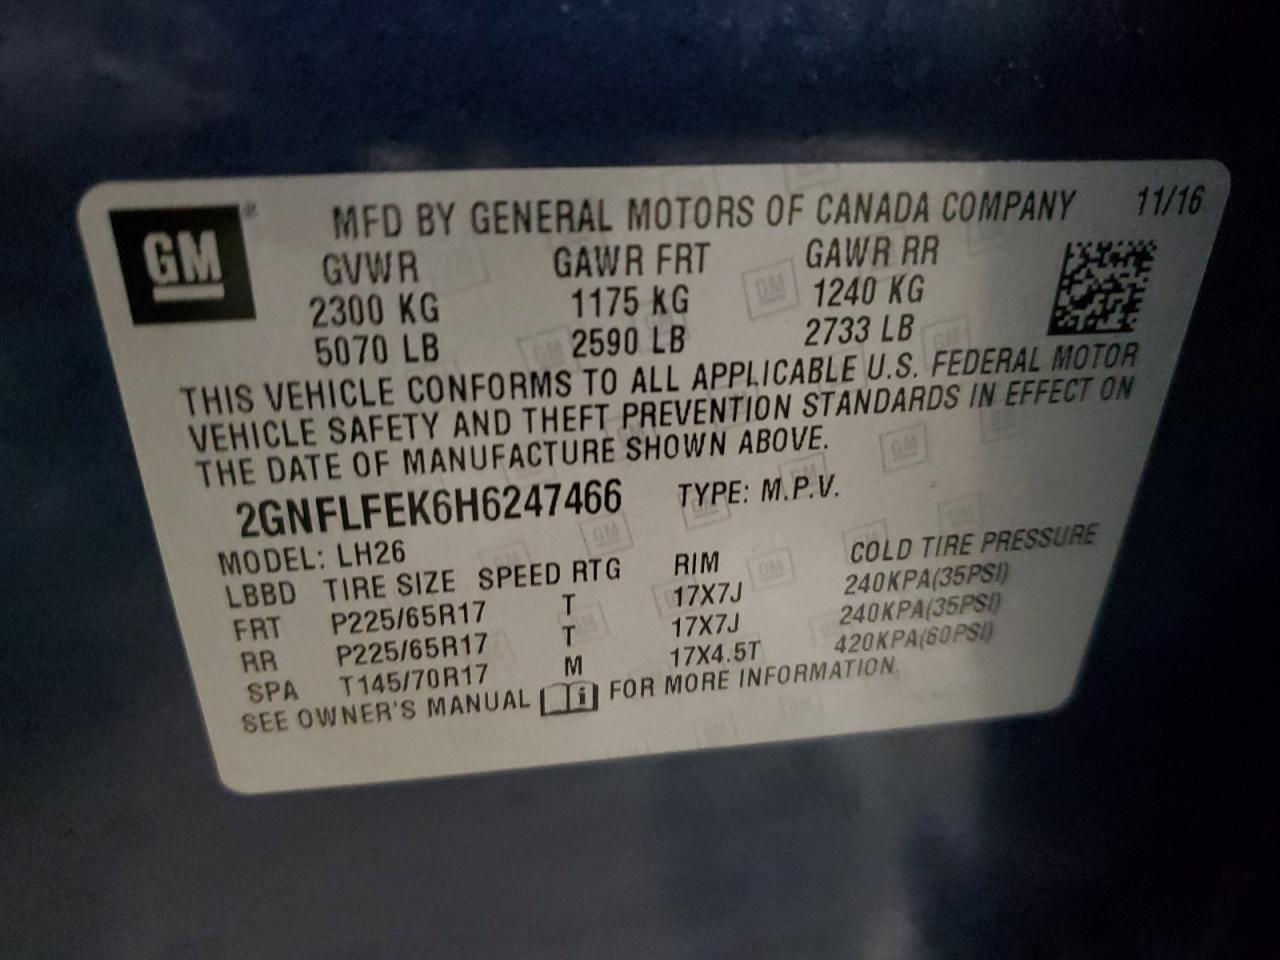 GM
MFD BY GENERAL MOTORS OF CANADA COMPANY 11/16
GVWR GAWR FRT GAWR RR
2300 KG 1175 KG 1240 KG
5070 LB 2590 LB 2733 LB
THIS VEHICLE CONFORMS TO ALL APPLICABLE U.S. FEDERAL MOTOR
VEHICLE SAFETY AND THEFT PREVENTION STANDARDS IN EFFECT ON
THE DATE OF MANUFACTURE SHOWN ABOVE.
2GNFLFEK6H6247466 TYPE: M.P.V.
MODEL: LH26
LBBD TIRE SIZE SPEED RTG RIM COLD TIRE PRESSURE
FRT P225/65R17 T 17X7J 240KPA(35PSI)
RR P225/65R17 T 17X7J 240KPA(35PSI)
SPA T145/70R17 M 17X4.5T 420KPA(60PSI)
SEE OWNER'S MANUAL i FOR MORE INFORMATION.